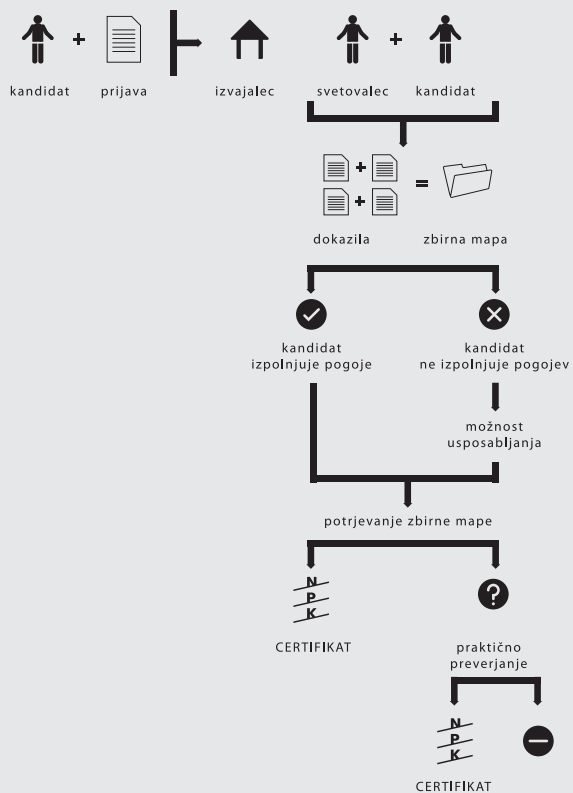 kandidat
prijava
izvajalec
svetovalec
kandidat
dokazila
zbirna mapa
kandidat
izpolnjuje pogoje
kandidat
ne izpolnjuje pogojev
možnost
usposabljanja
potrjevanje zbirne mape
N
P
K
CERTIFIKAT
praktično
preverjanje
N
P
K
CERTIFIKAT